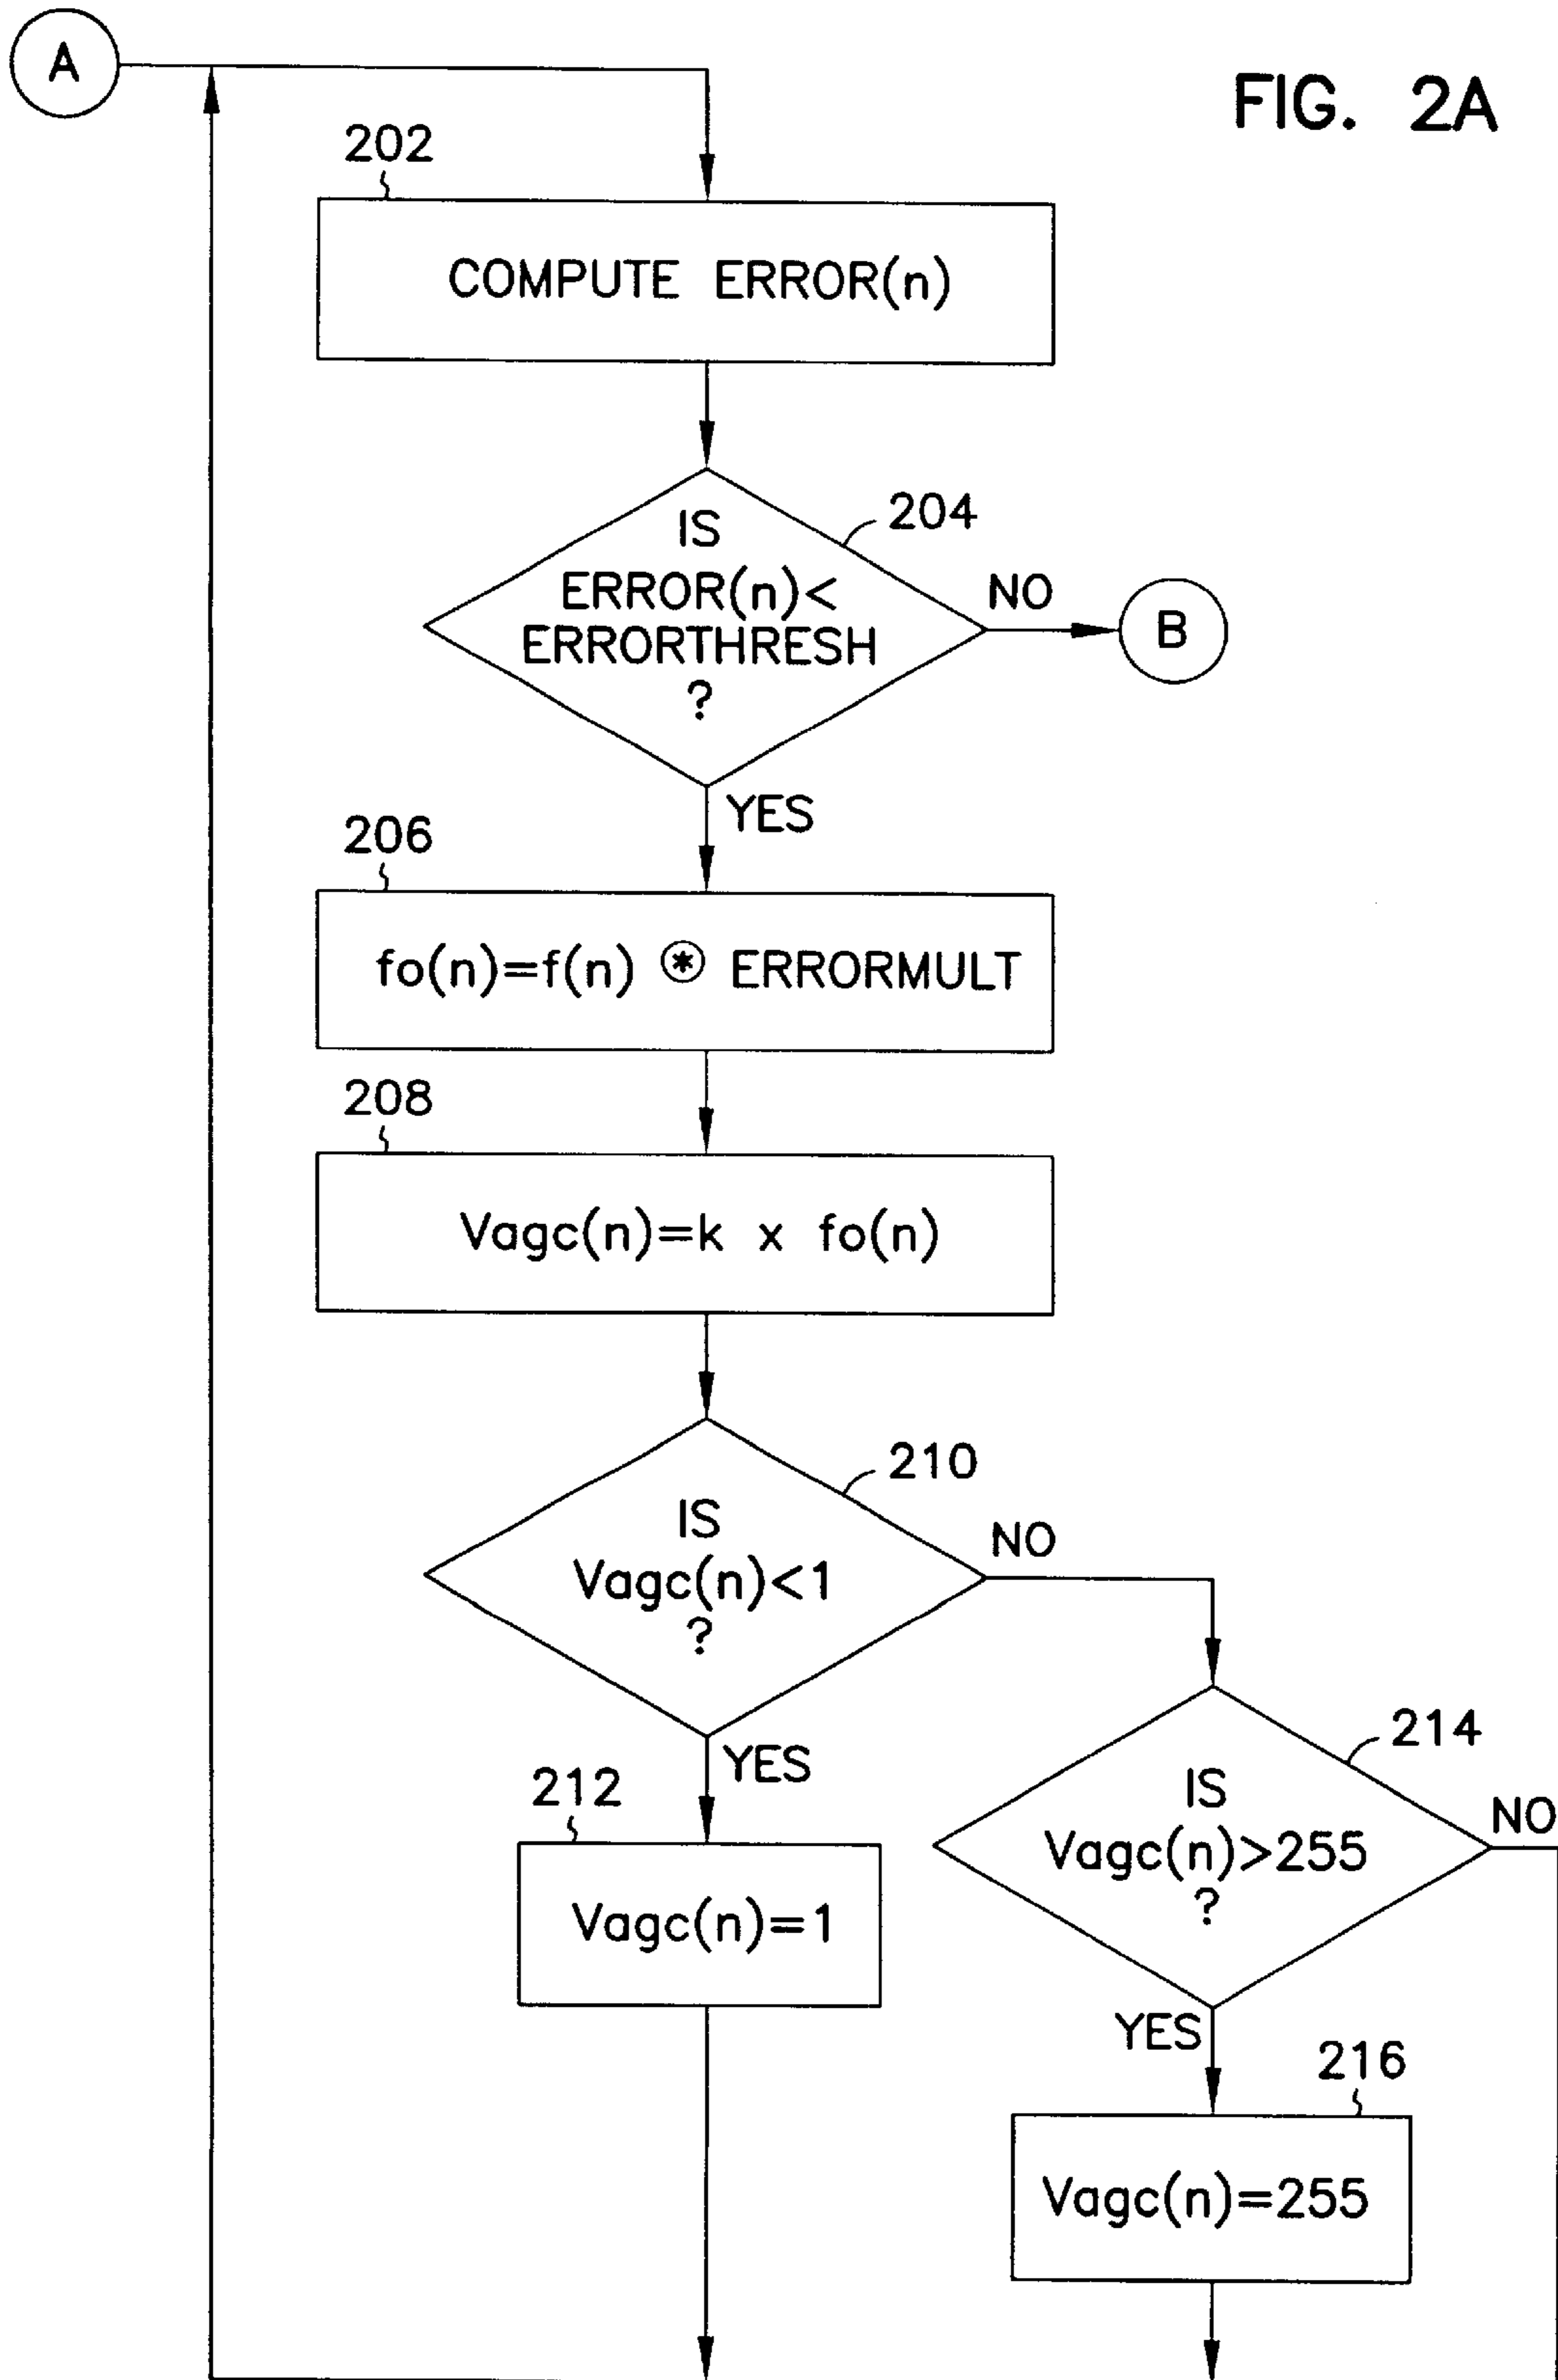 A
FIG. 2A
202
COMPUTE ERROR(n)
204
IS
ERROR(n)<
ERRORTHRESH
?
NO
B
YES
206
fo(n)=f(n) ⊛ ERRORMULT
208
Vagc(n)=k x fo(n)
210
IS
Vagc(n)<1
?
NO
YES
212
Vagc(n)=1
214
IS
Vagc(n)>255
?
NO
YES
216
Vagc(n)=255